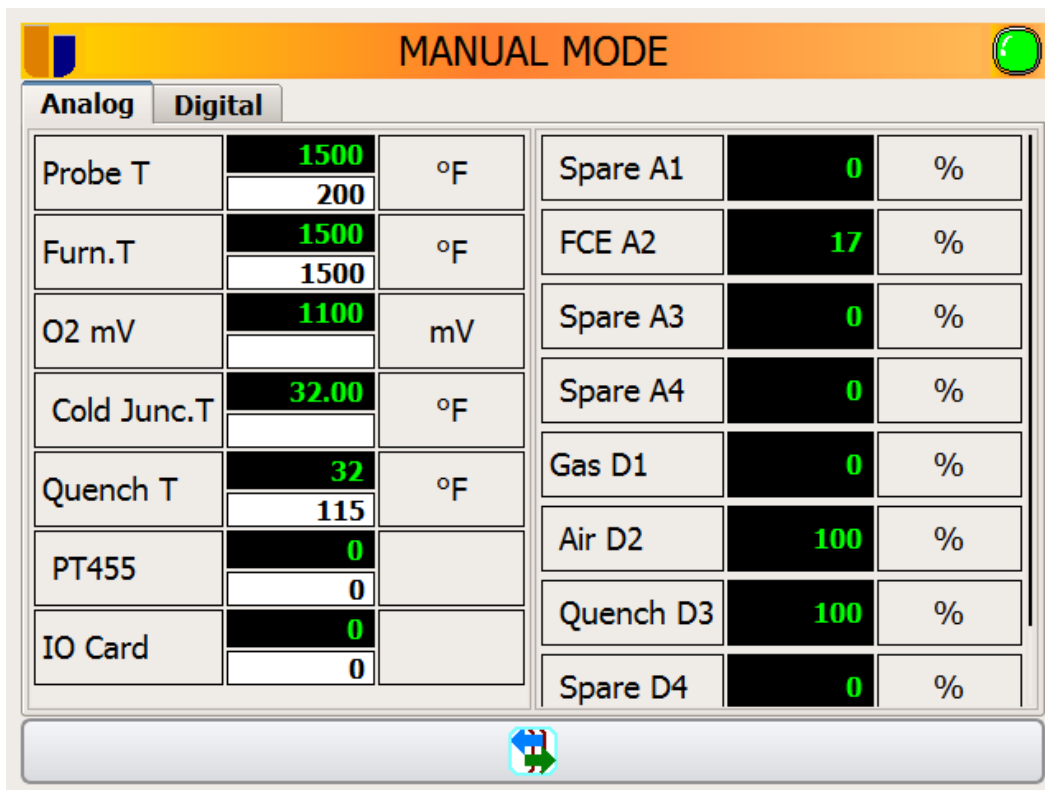 MANUAL MODE
Analog Digital
Probe T 1500 °F
200
Furn.T 1500 °F
1500
O2 mV 1100 mV
Cold Junc.T 32.00 °F
Quench T 32 °F
115
PT455 0
0
IO Card 0
0
Spare A1 0 %
FCE A2 17 %
Spare A3 0 %
Spare A4 0 %
Gas D1 0 %
Air D2 100 %
Quench D3 100 %
Spare D4 0 %